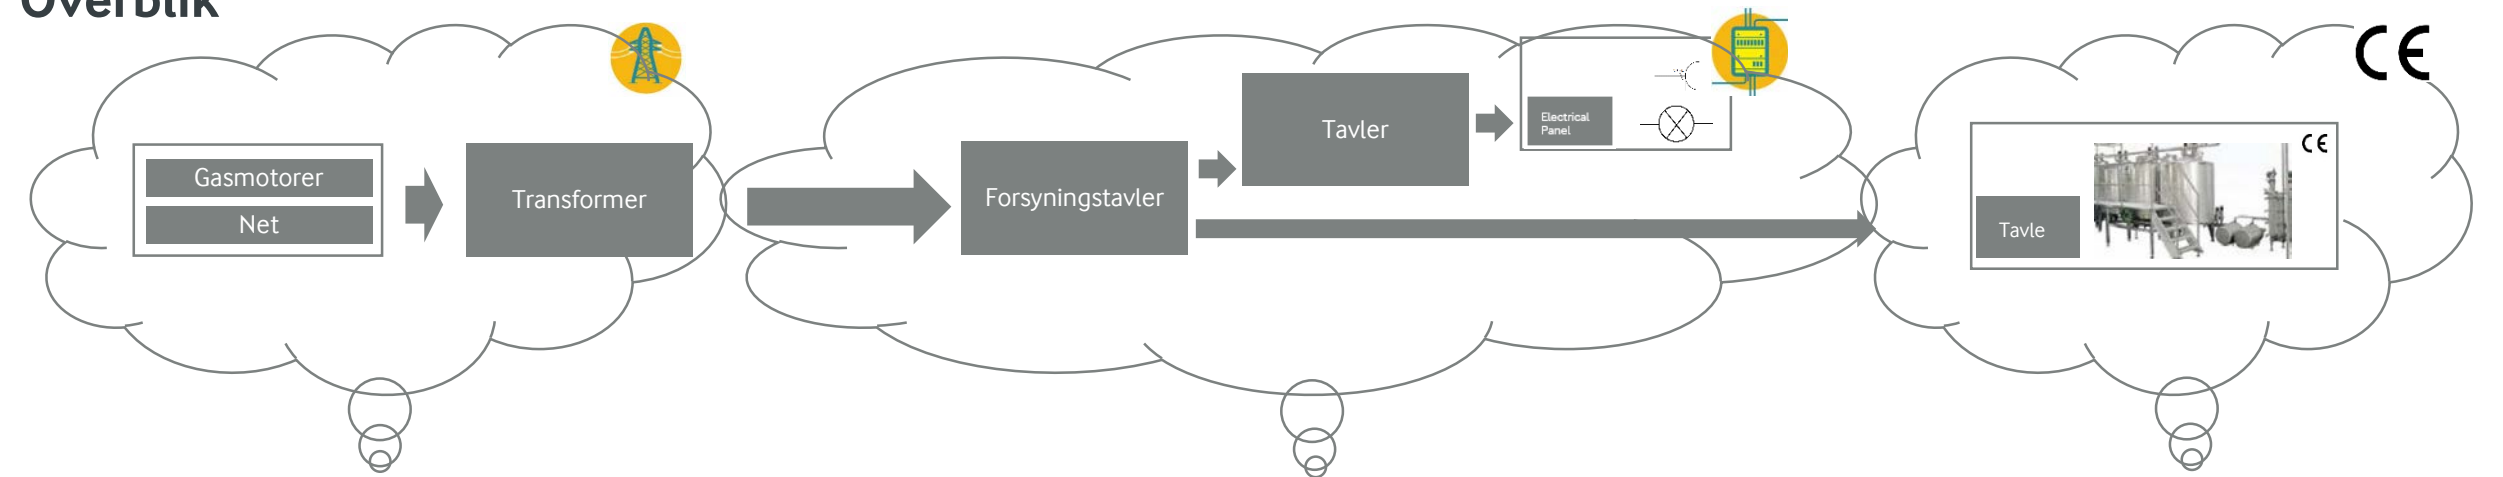 Overblik
Gasmotorer
Net
Transformer
Forsyningstavler
Tavler
Electrical
Panel
CE
CE
Tavle